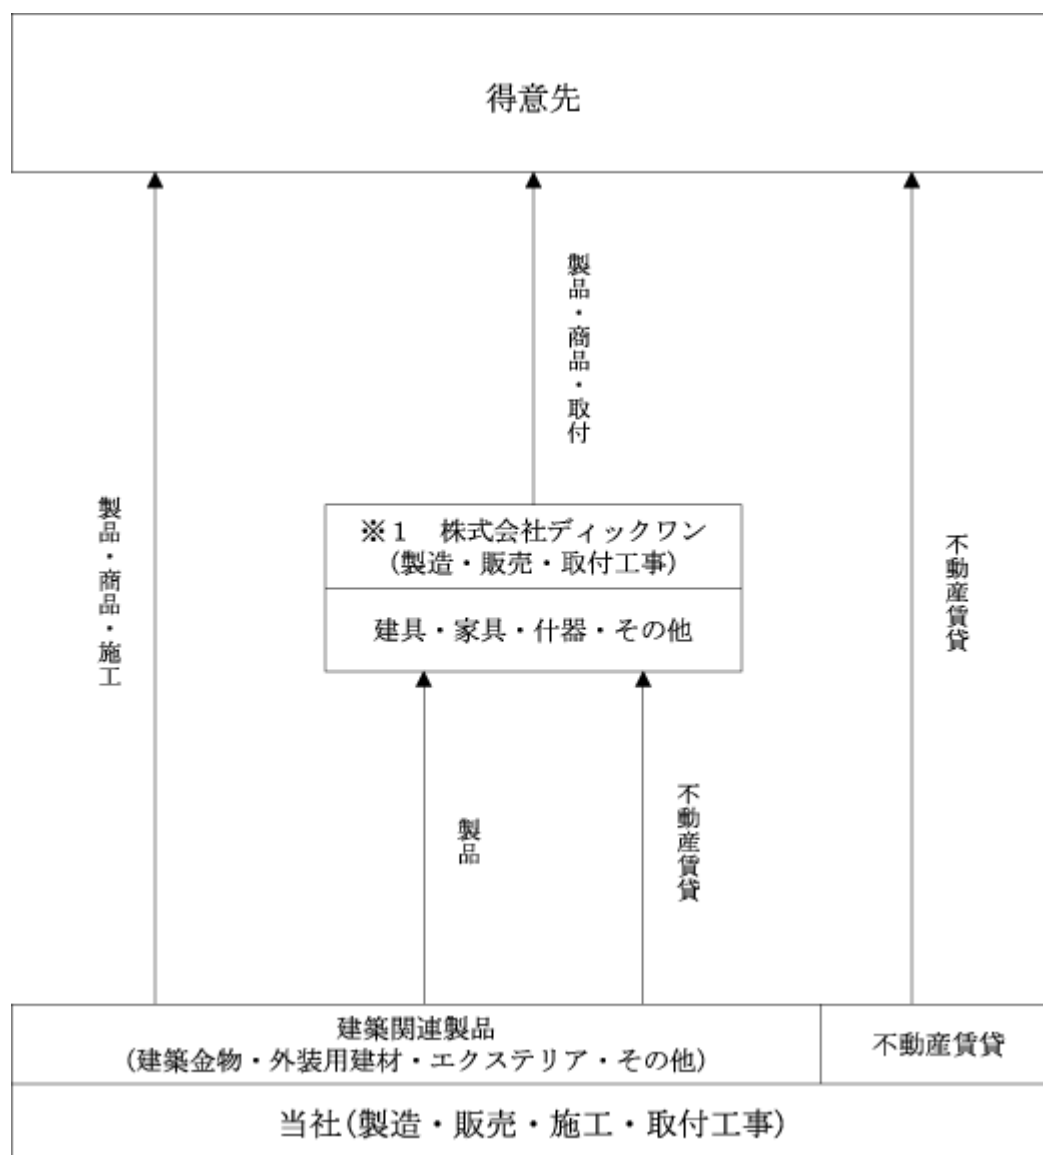 得意先
製品・商品・取付
製品・商品・施工
※１　株式会社ディックワン
(製造・販売・取付工事)
建具・家具・什器・その他
不動産賃貸
製品
不動産賃貸
建築関連製品
(建築金物・外装用建材・エクステリア・その他)
不動産賃貸
当社(製造・販売・施工・取付工事)